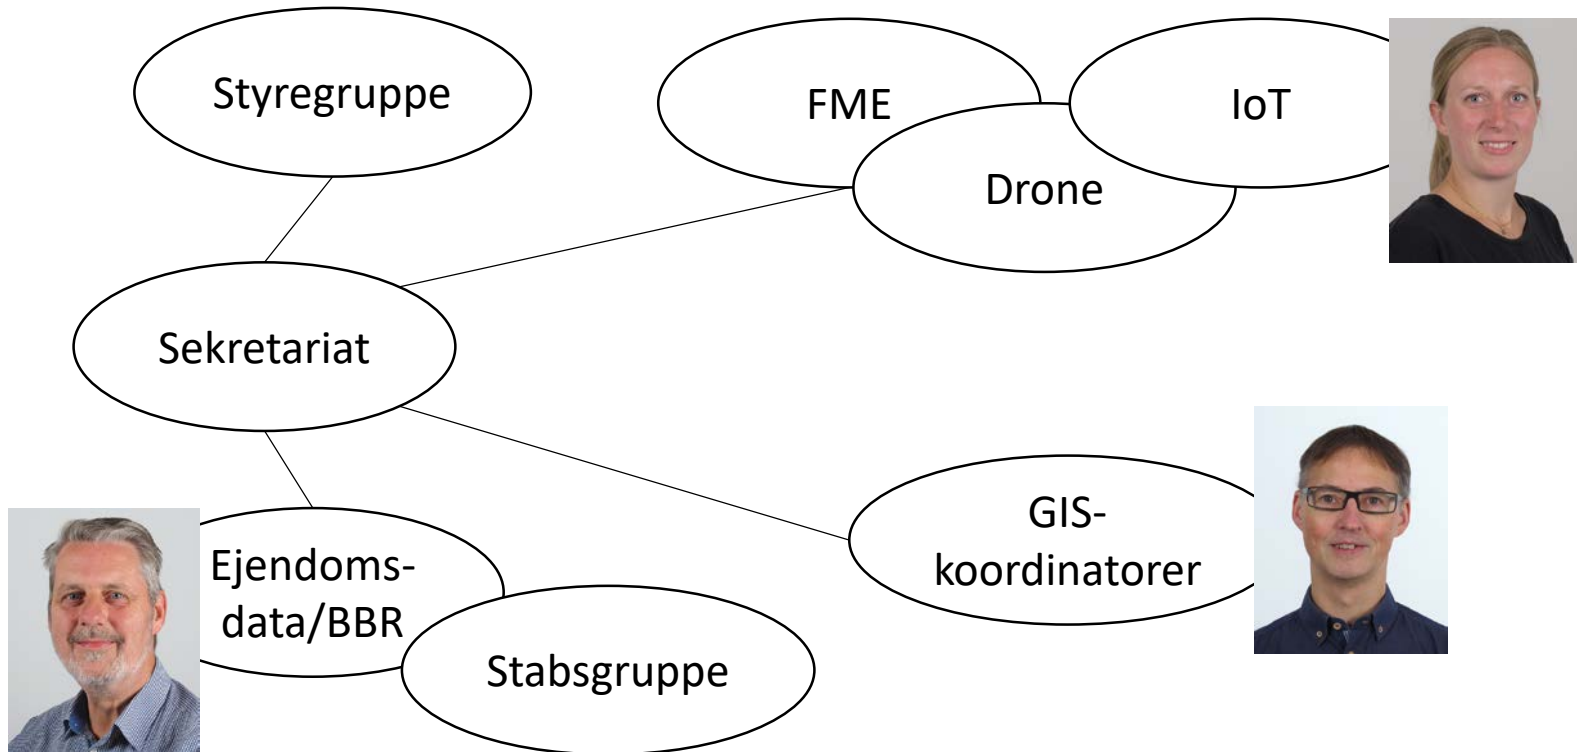 Styregruppe
FME
IoT
Drone
Sekretariat
GIS-
koordinatorer
Ejendoms-
data/BBR
Stabsgruppe